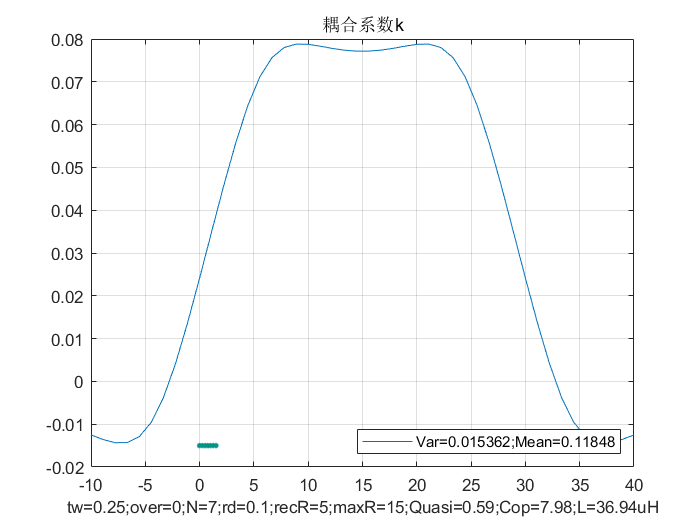 耦合系数k
0.08
0.07
0.06
0.05
0.04
0.03
0.02
0.01
0
-0.01
-0.02
Var=0.015362;Mean=0.11848
-10 -5 0 5 10 15 20 25 30 35 40
tw=0.25;over=0;N=7;rd=0.1;recR=5;maxR=15;Quasi=0.59;Cop=7.98;L=36.94uH